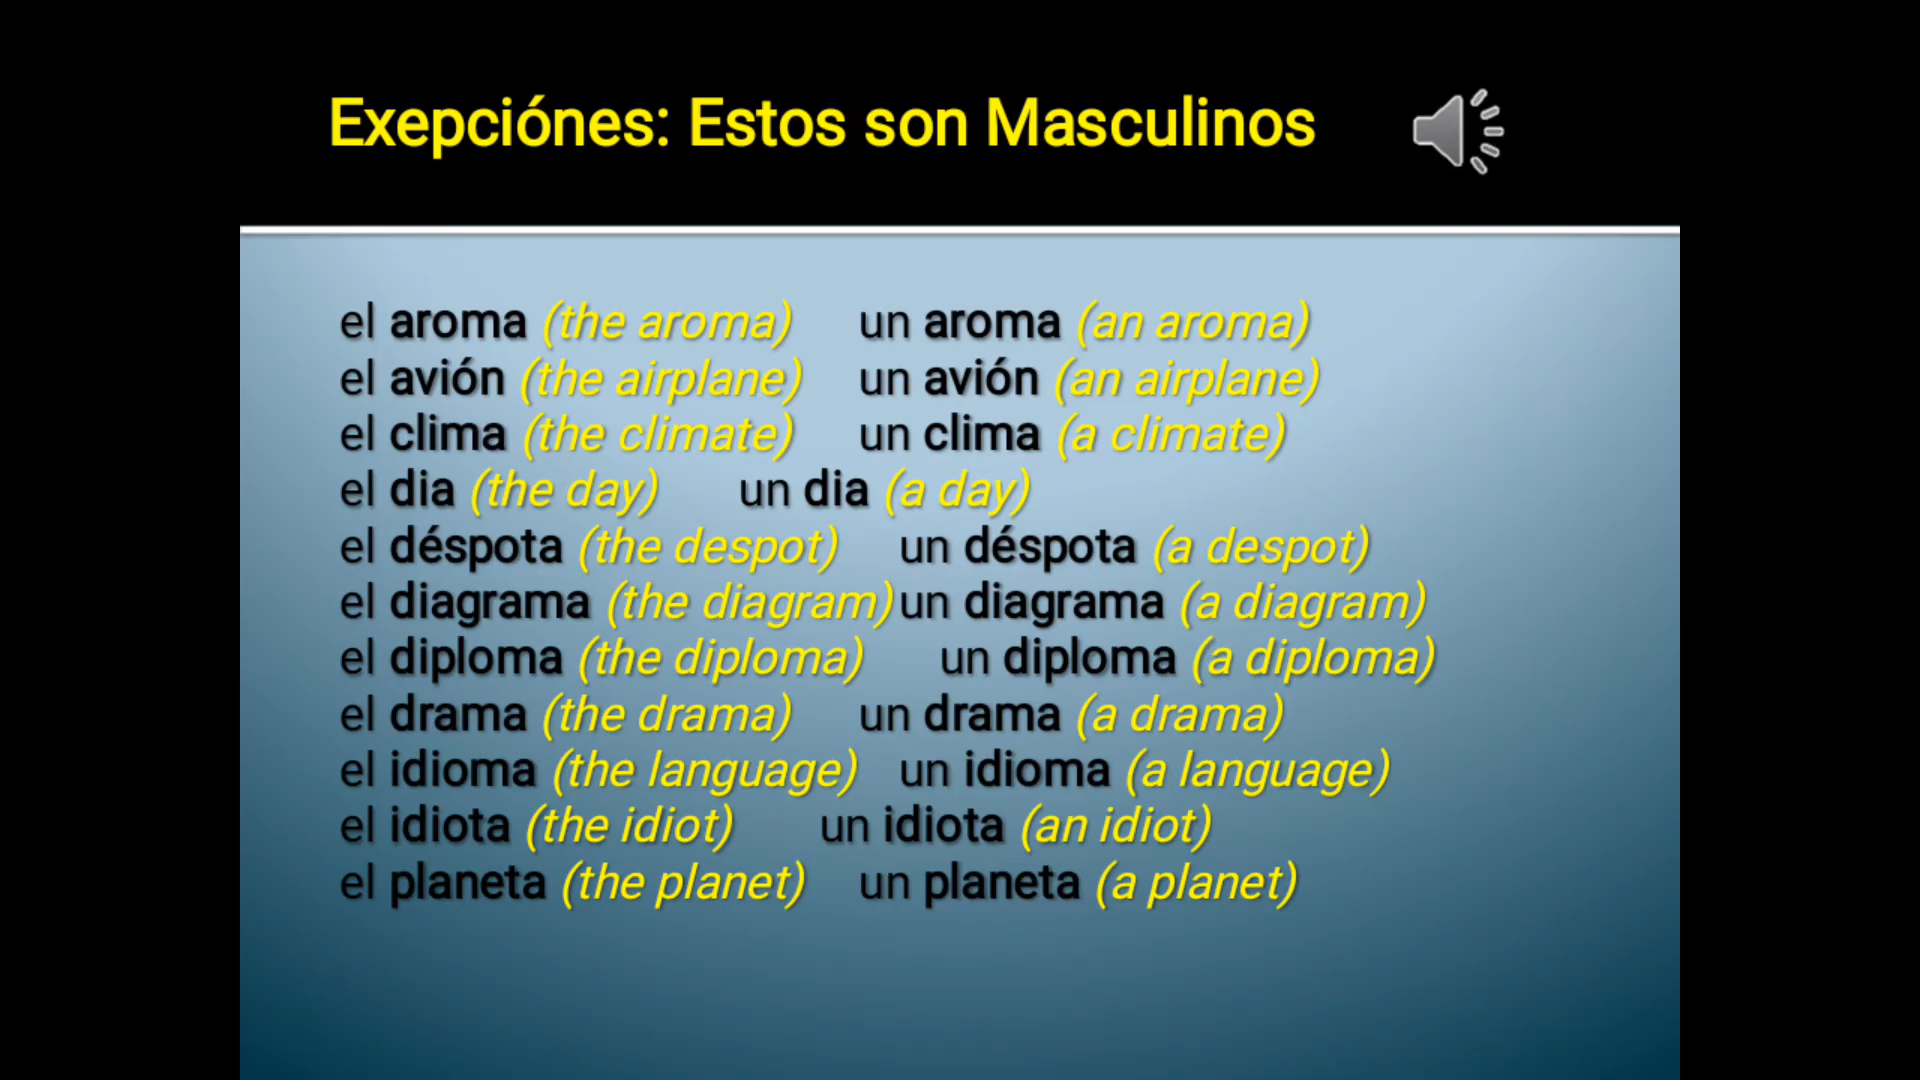 Exepciónes: Estos son Masculinos
el aroma (the aroma) un aroma (an aroma)
el avión (the airplane) un avión (an airplane)
el clima (the climate) un clima (a climate)
el dia (the day) un dia (a day)
el déspota (the despot) un déspota (a despot)
el diagrama (the diagram) un diagrama (a diagram)
el diploma (the diploma) un diploma (a diploma)
el drama (the drama) un drama (a drama)
el idioma (the language) un idioma (a language)
el idiota (the idiot) un idiota (an idiot)
el planeta (the planet) un planeta (a planet)